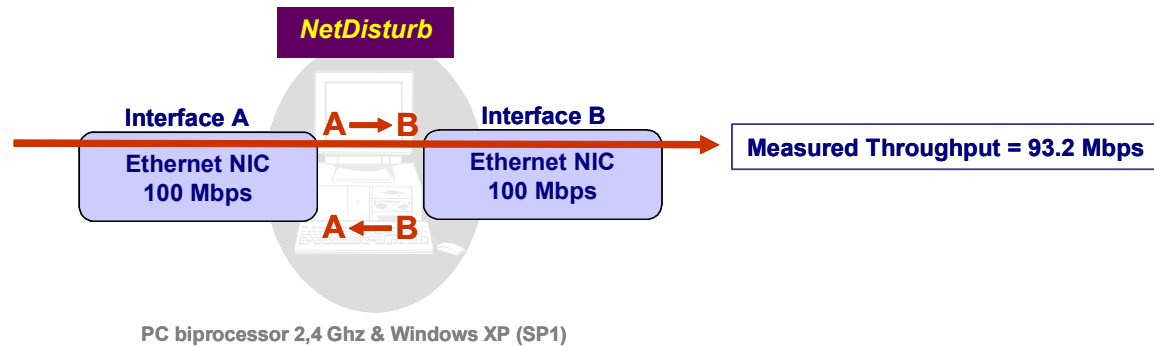 NetDisturb
Interface A
A B
Interface B
Ethernet NIC
100 Mbps
Ethernet NIC
100 Mbps
Measured Throughput = 93.2 Mbps
A B
PC biprocessor 2,4 Ghz & Windows XP (SP1)